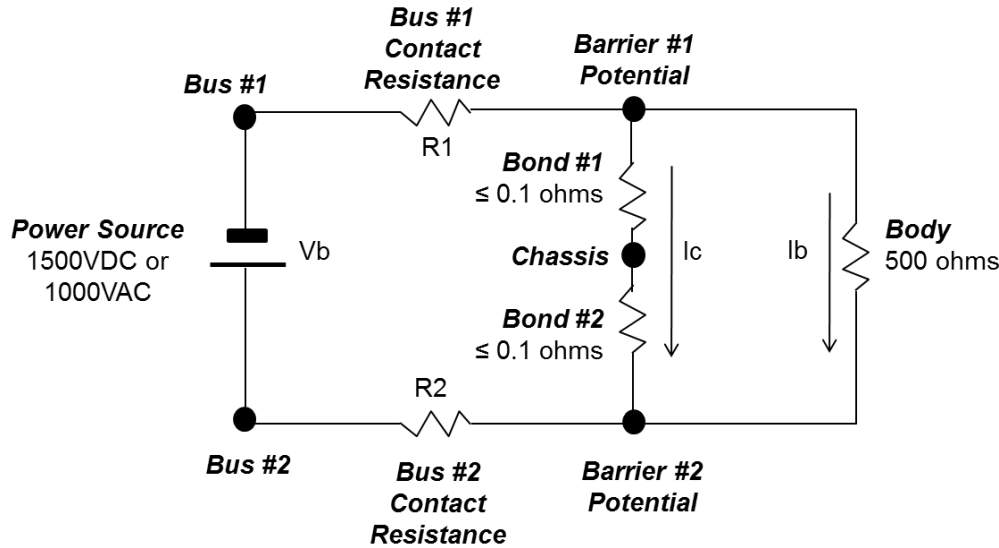 Bus #1
Contact
Resistance
Barrier #1
Potential
Bus #1
R1
Bond #1
≤ 0.1 ohms
Power Source
1500VDC or
1000VAC
Vb
Chassis
Ic
Ib
Body
500 ohms
Bond #2
≤ 0.1 ohms
R2
Bus #2
Bus #2
Contact
Resistance
Barrier #2
Potential